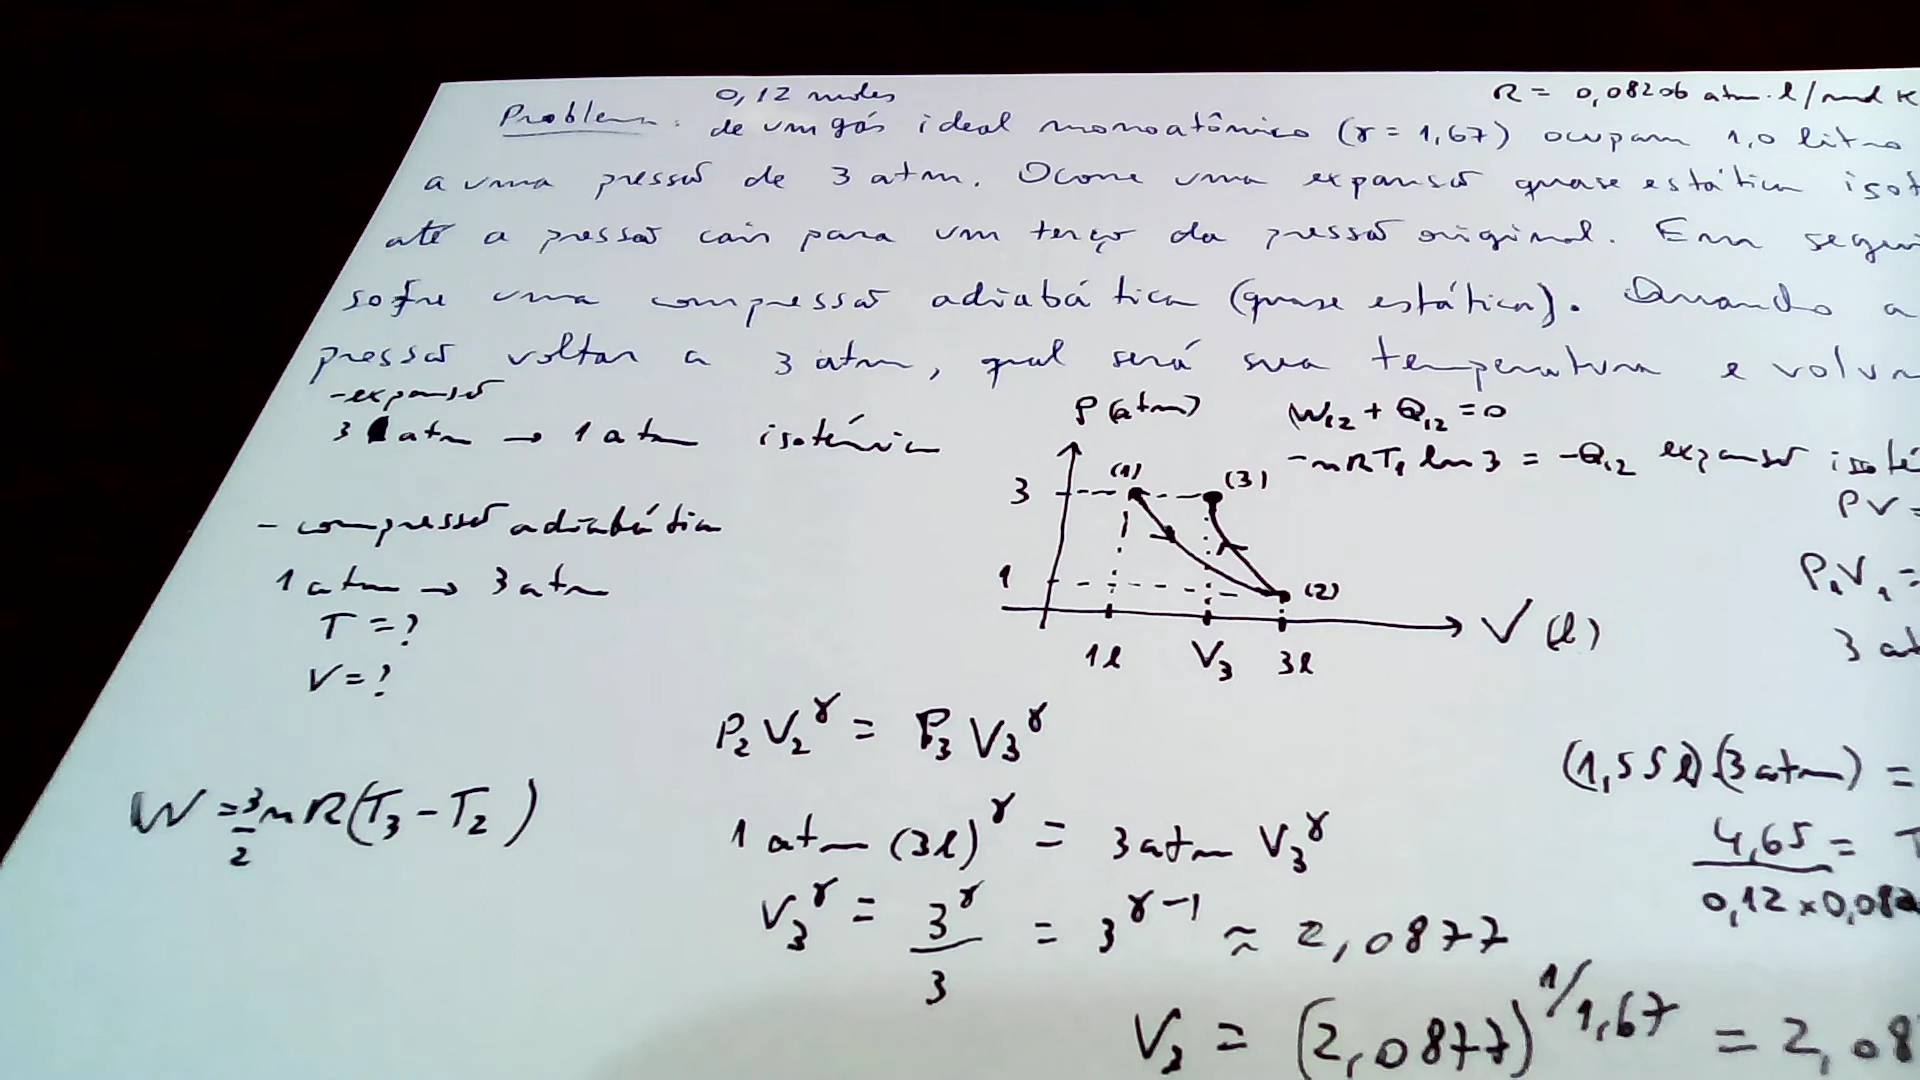 0,12 moles
R = 0,08206 atm·l/mol K
Problema: de um gás ideal monoatômico (γ = 1,67) ocupam 1,0 litro
a uma pressão de 3 atm. Ocorre uma expansão quase estática isot
até a pressão cair para um terço da pressão original. Em segui
sofre uma compressão adiabática (quase estática). Quando a
pressão voltar a 3 atm, qual será sua temperatura e volum
-expansão
3 atm → 1 atm isotérmica
- compressão adiabática
1 atm → 3 atm
T = ?
V = ?
W = 3/2 nR(T₃ - T₂)
P (atm)
3
(1)
(3)
1
(2)
1l
V₃
3l
V (l)
W₁₂ + Q₁₂ = 0
-nRT₁ ln 3 = -Q₁₂ expansão isoté
PV =
P₁V₁ =
3 at
P₂V₂^γ = P₃V₃^γ
1 atm (3l)^γ = 3 atm V₃^γ
V₃^γ = 3^γ/3 = 3^(γ-1) ≈ 2,0877
V₃ = (2,0877)^(1/1,67) = 2,08
(1,55l)(3 atm) =
4,65 / 0,12 × 0,082 = T